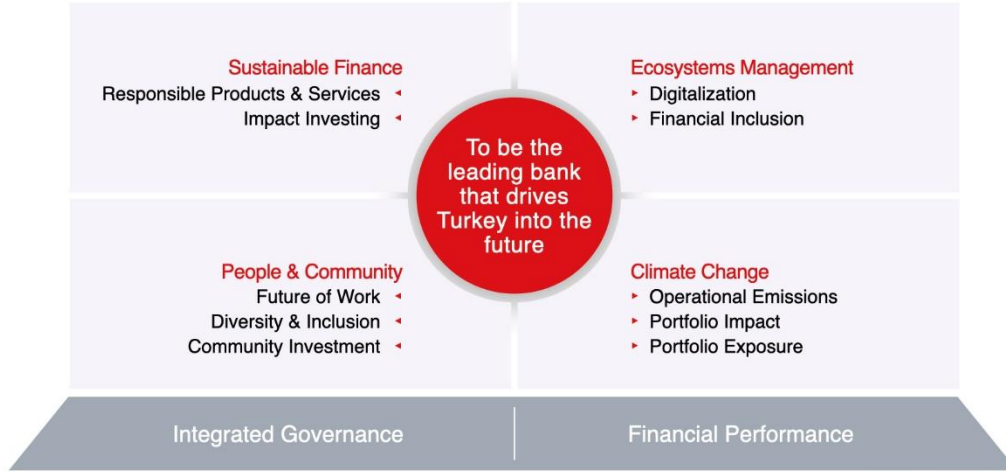 Sustainable Finance
Responsible Products & Services
Impact Investing
Ecosystems Management
Digitalization
Financial Inclusion
To be the
leading bank
that drives
Turkey into the
future
People & Community
Future of Work
Diversity & Inclusion
Community Investment
Climate Change
Operational Emissions
Portfolio Impact
Portfolio Exposure
Integrated Governance
Financial Performance